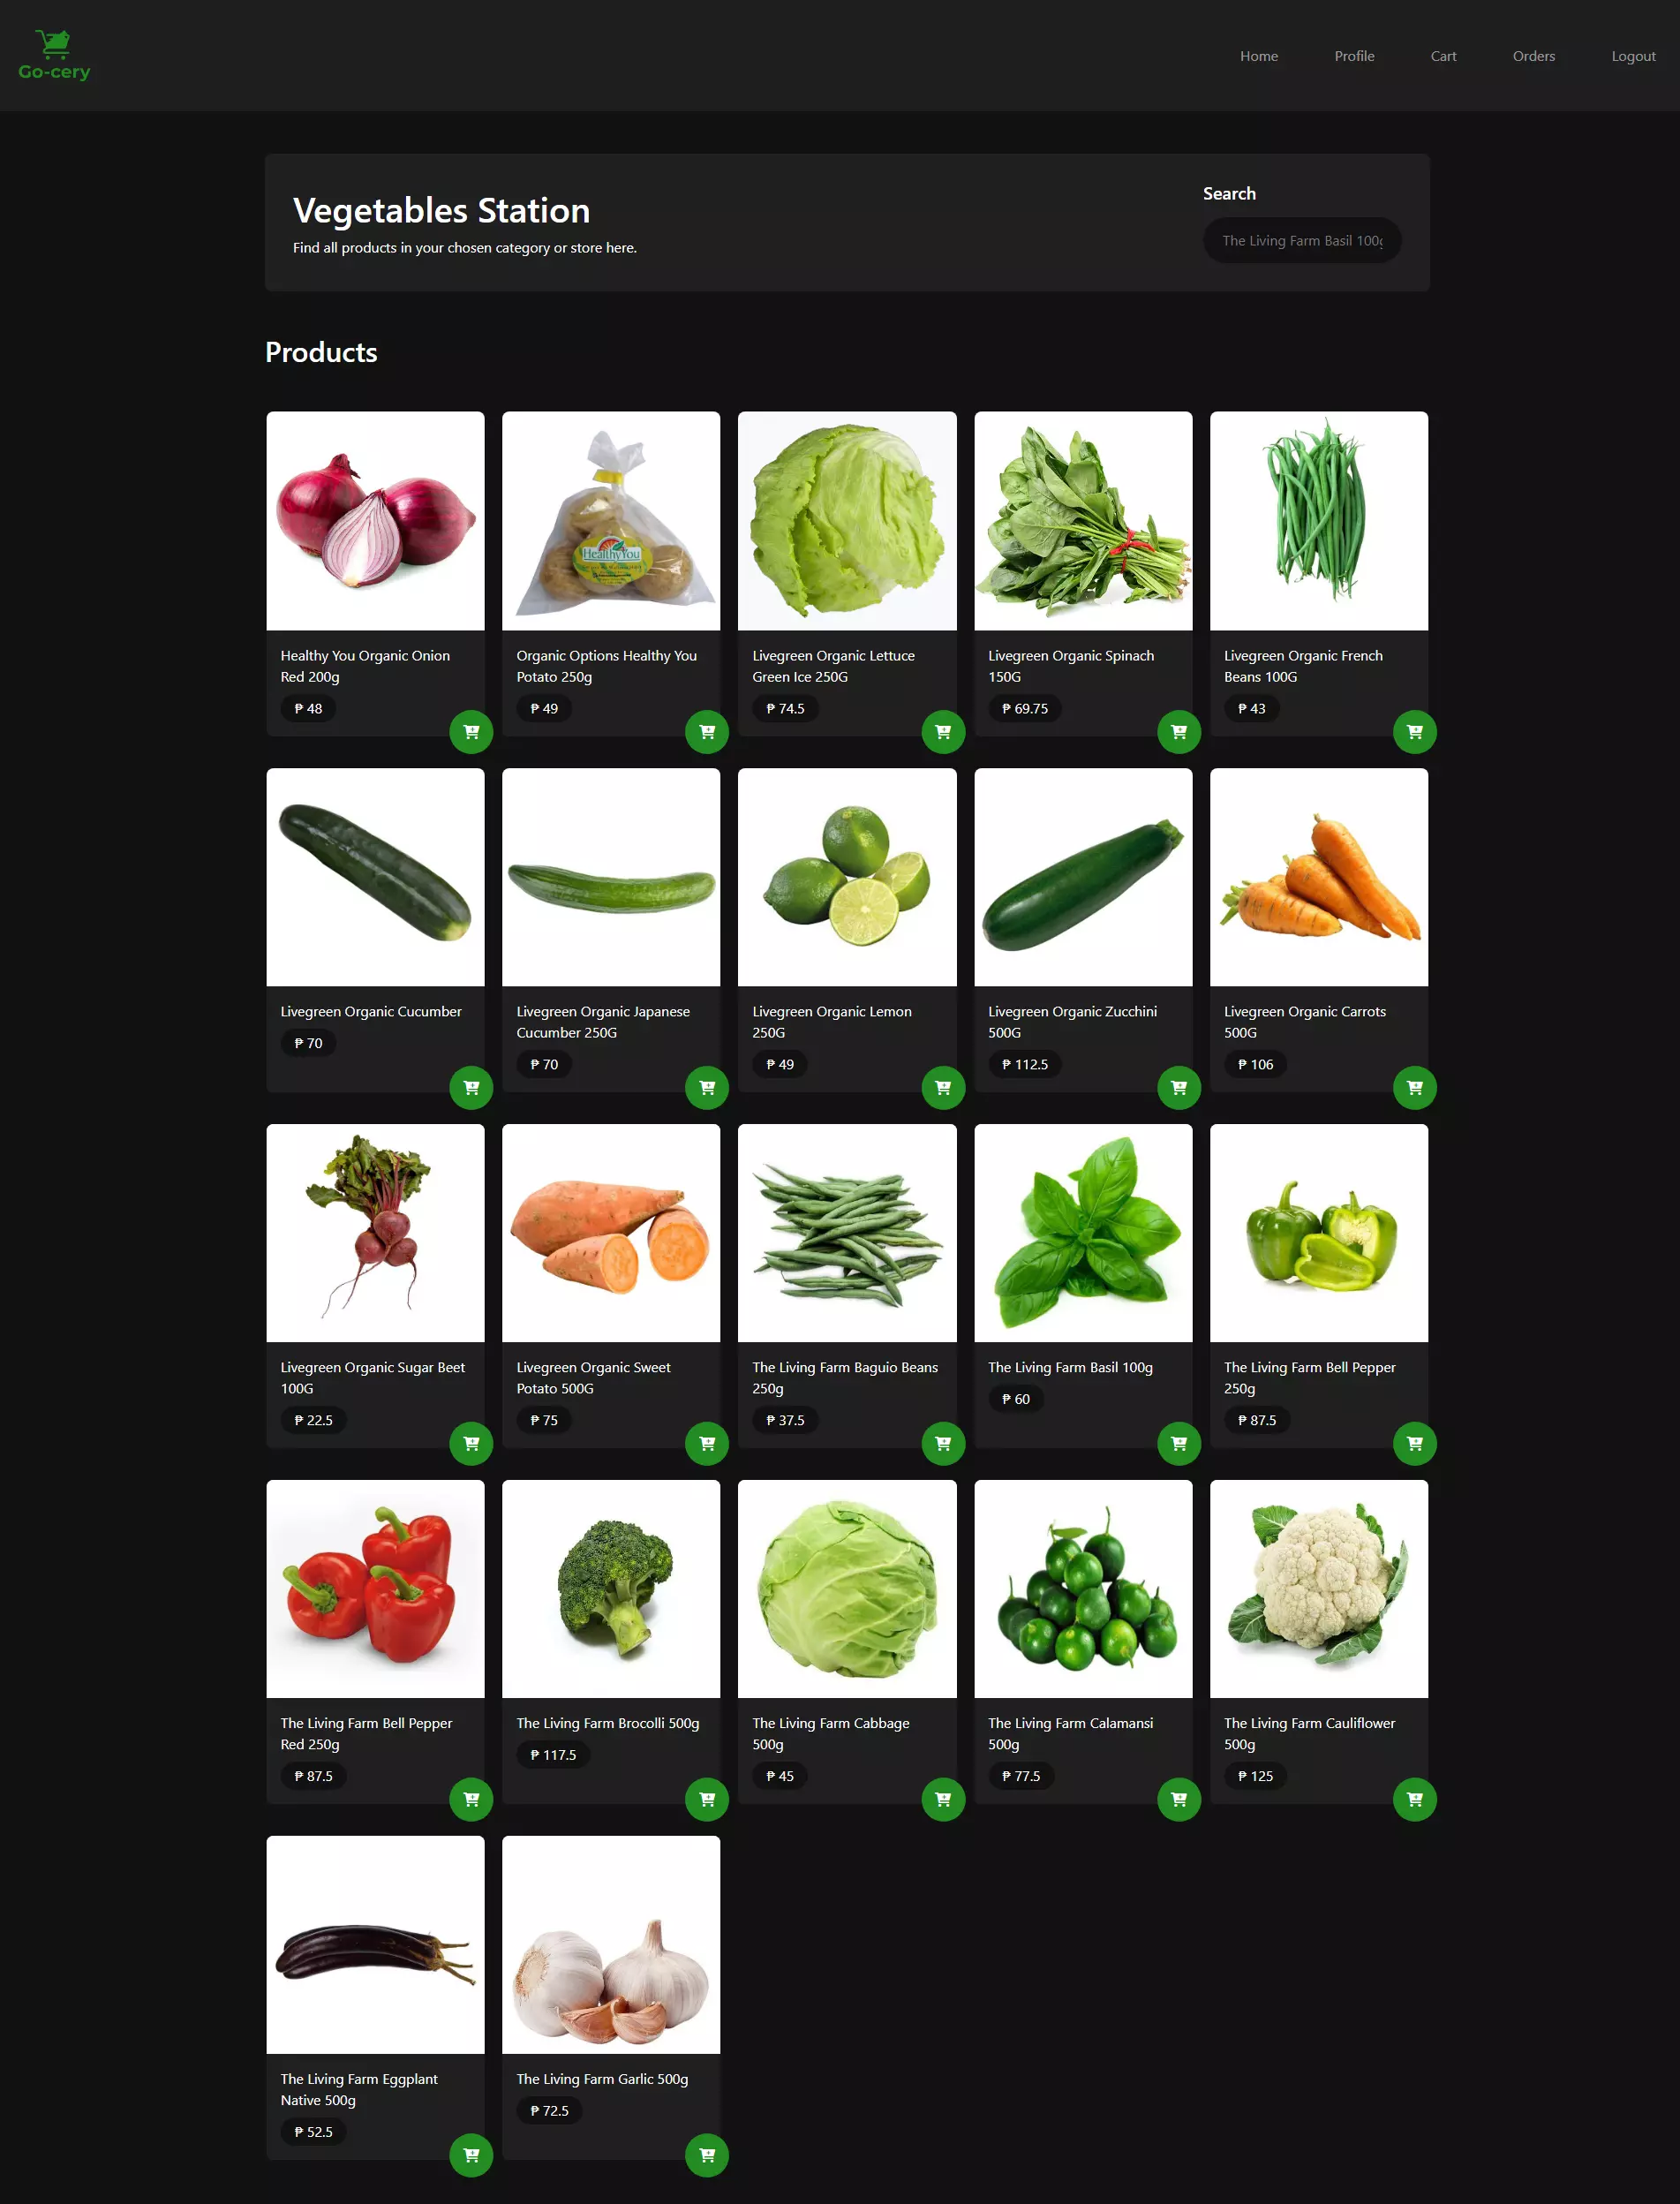 Go-cery
Home
Profile
Cart
Orders
Logout
Vegetables Station
Find all products in your chosen category or store here.
Search
The Living Farm Basil 100g
Products
HealthyYou
Healthy You Organic Onion
Red 200g
₱ 48
Organic Options Healthy You
Potato 250g
₱ 49
Livegreen Organic Lettuce
Green Ice 250G
₱ 74.5
Livegreen Organic Spinach
150G
₱ 69.75
Livegreen Organic French
Beans 100G
₱ 43
Livegreen Organic Cucumber
₱ 70
Livegreen Organic Japanese
Cucumber 250G
₱ 70
Livegreen Organic Lemon
250G
₱ 49
Livegreen Organic Zucchini
500G
₱ 112.5
Livegreen Organic Carrots
500G
₱ 106
Livegreen Organic Sugar Beet
100G
₱ 22.5
Livegreen Organic Sweet
Potato 500G
₱ 75
The Living Farm Baguio Beans
250g
₱ 37.5
The Living Farm Basil 100g
₱ 60
The Living Farm Bell Pepper
250g
₱ 87.5
The Living Farm Bell Pepper
Red 250g
₱ 87.5
The Living Farm Brocolli 500g
₱ 117.5
The Living Farm Cabbage
500g
₱ 45
The Living Farm Calamansi
500g
₱ 77.5
The Living Farm Cauliflower
500g
₱ 125
The Living Farm Eggplant
Native 500g
₱ 52.5
The Living Farm Garlic 500g
₱ 72.5